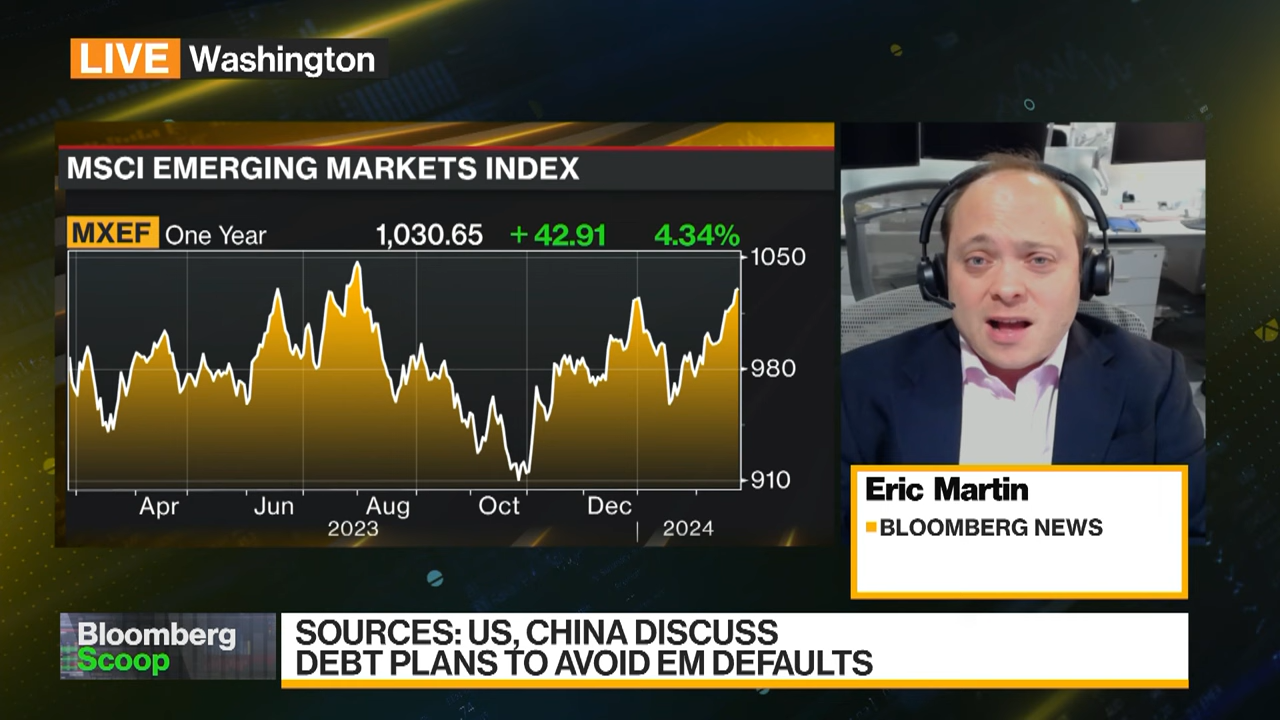 LIVE Washington
MSCI EMERGING MARKETS INDEX
MXEF One Year 1,030.65 +42.91 4.34%
1050
980
910
Apr Jun Aug Oct Dec
2023 2024
Eric Martin
BLOOMBERG NEWS
Bloomberg
Scoop
SOURCES: US, CHINA DISCUSS
DEBT PLANS TO AVOID EM DEFAULTS